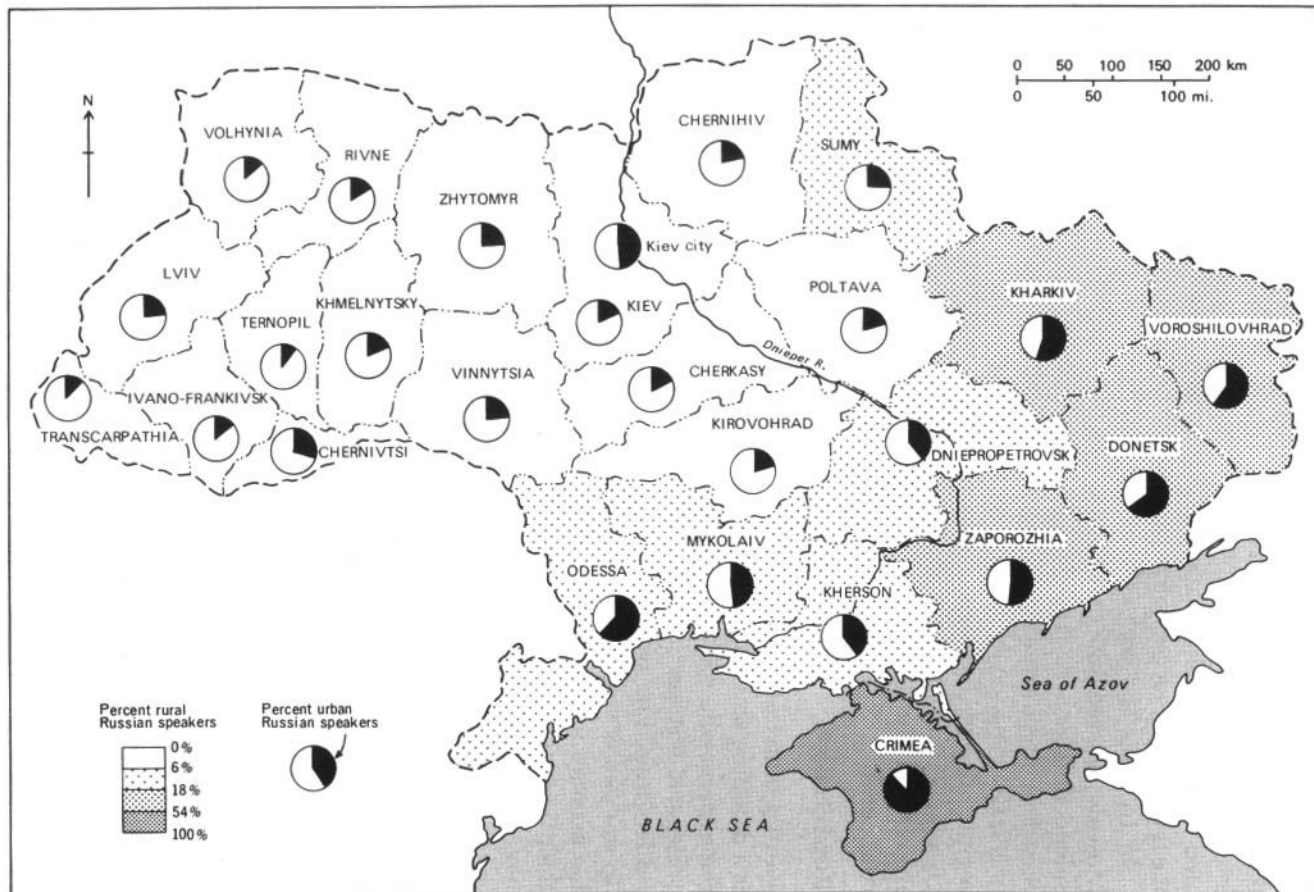 0 50 100 150 200 km
0 50 100 mi.
N
CHERNIHIV
SUMY
VOLHYNIA
RIVNE
ZHYTOMYR
Kiev city
LVIV
KHMELNYTSKY
TERNOPIL
KIEV
POLTAVA
KHARKIV
VOROSHILOVHRAD
Dnieper R.
VINNYTSIA
CHERKASY
IVANO-FRANKIVSK
TRANSCARPATHIA
CHERNIVTSI
KIROVOHRAD
DNIEPROPETROVSK
DONETSK
MYKOLAIV
ZAPOROZHIA
ODESSA
KHERSON
Sea of Azov
CRIMEA
BLACK SEA
Percent rural
Russian speakers
0 %
6 %
18 %
54 %
100 %
Percent urban
Russian speakers